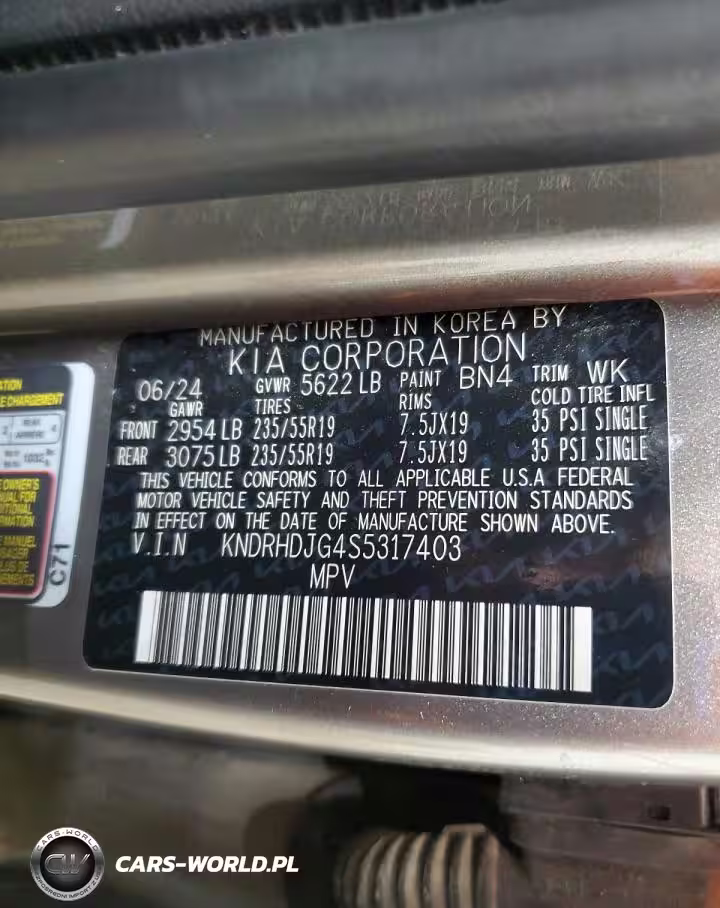 MANUFACTURED IN KOREA BY
KIA CORPORATION
06/24 GVWR 5622 LB PAINT BN4 TRIM WK
GAWR TIRES RIMS COLD TIRE INFL
FRONT 2954 LB 235/55R19 7.5JX19 35 PSI SINGLE
REAR 3075 LB 235/55R19 7.5JX19 35 PSI SINGLE
THIS VEHICLE CONFORMS TO ALL APPLICABLE U.S.A FEDERAL
MOTOR VEHICLE SAFETY AND THEFT PREVENTION STANDARDS
IN EFFECT ON THE DATE OF MANUFACTURE SHOWN ABOVE.
V.I.N KNDRHDJG4S5317403
MPV
C71
CARS-WORLD
CW
CARS-WORLD.PL